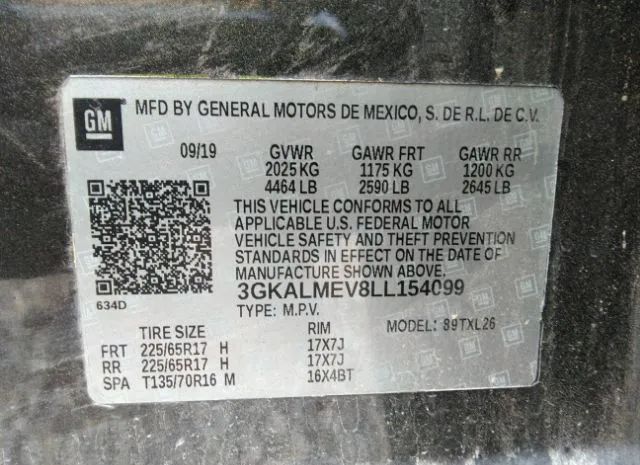 GM MFD BY GENERAL MOTORS DE MEXICO, S. DE R.L. DE C.V.
09/19 GVWR GAWR FRT GAWR RR
2025 KG 1175 KG 1200 KG
4464 LB 2590 LB 2645 LB
THIS VEHICLE CONFORMS TO ALL
APPLICABLE U.S. FEDERAL MOTOR
VEHICLE SAFETY AND THEFT PREVENTION
STANDARDS IN EFFECT ON THE DATE OF
MANUFACTURE SHOWN ABOVE.
634D 3GKALMEV8LL154099
TYPE: M.P.V. MODEL: 89TXL26
TIRE SIZE RIM
FRT 225/65R17 H 17X7J
RR 225/65R17 H 17X7J
SPA T135/70R16 M 16X4BT